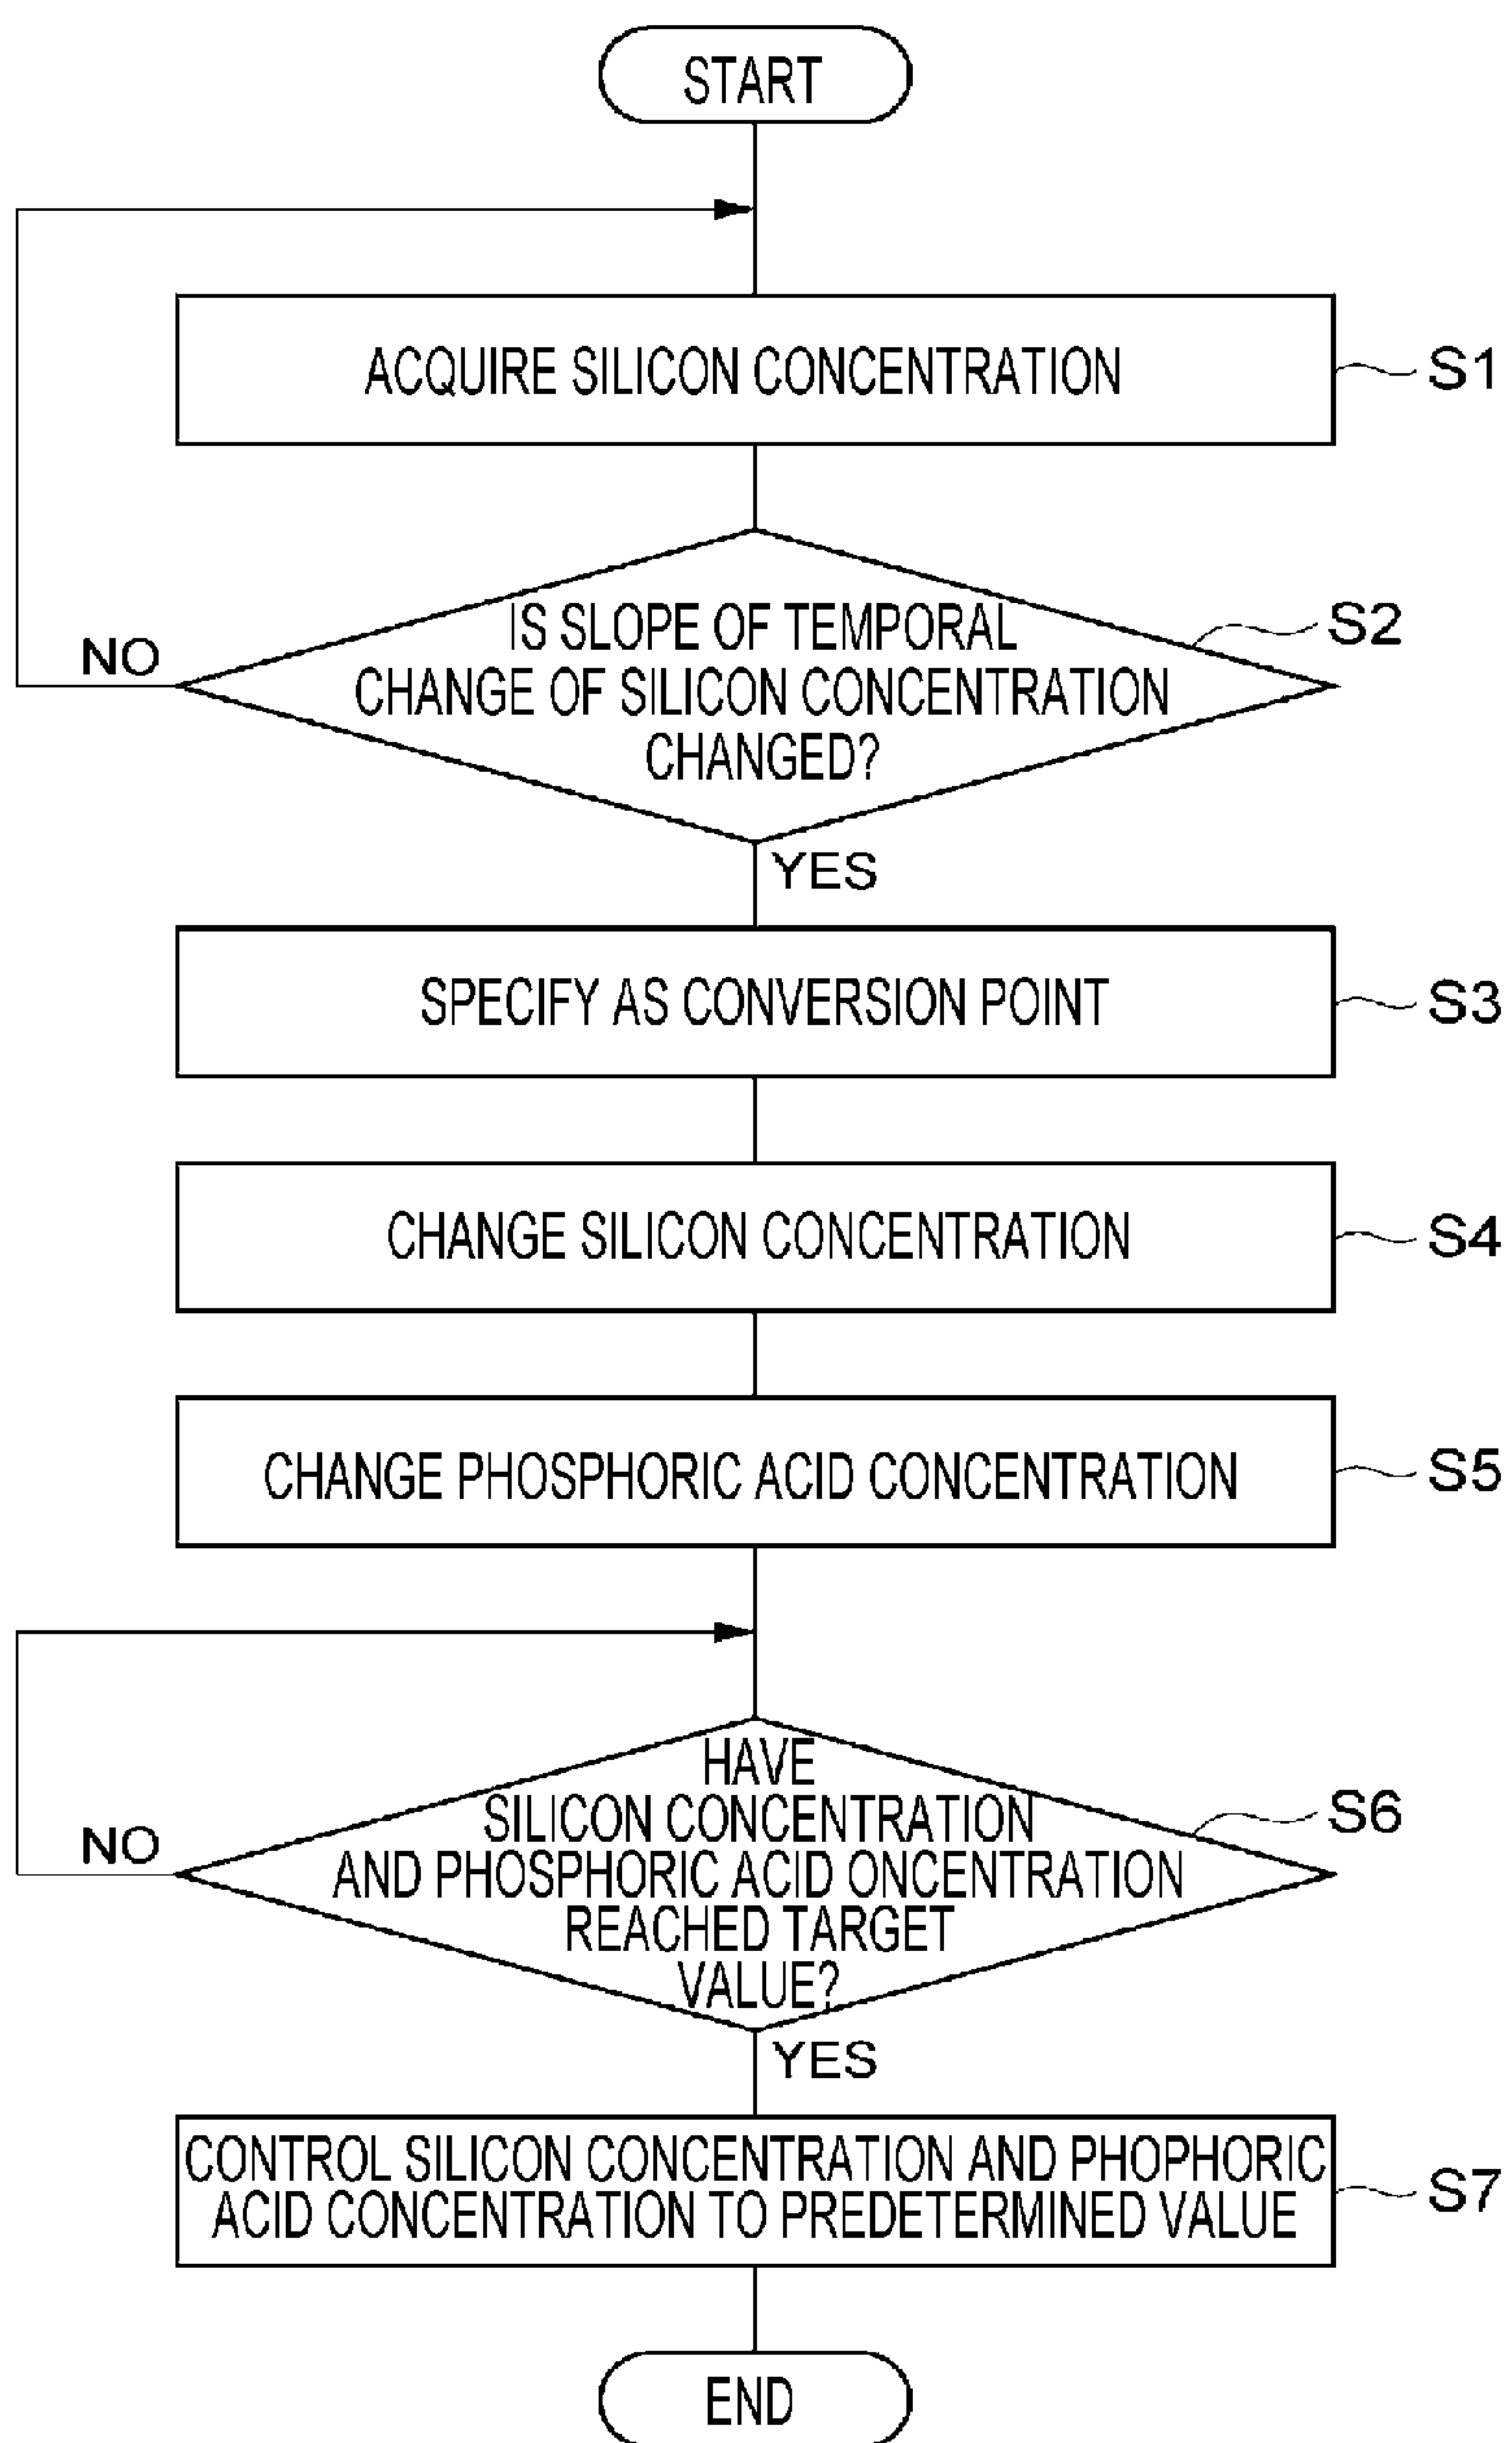 START
ACQUIRE SILICON CONCENTRATION
S1
IS SLOPE OF TEMPORAL
CHANGE OF SILICON CONCENTRATION
CHANGED?
S2
NO
YES
SPECIFY AS CONVERSION POINT
S3
CHANGE SILICON CONCENTRATION
S4
CHANGE PHOSPHORIC ACID CONCENTRATION
S5
HAVE
SILICON CONCENTRATION
AND PHOSPHORIC ACID ONCENTRATION
REACHED TARGET
VALUE?
S6
NO
YES
CONTROL SILICON CONCENTRATION AND PHOPHORIC
ACID CONCENTRATION TO PREDETERMINED VALUE
S7
END